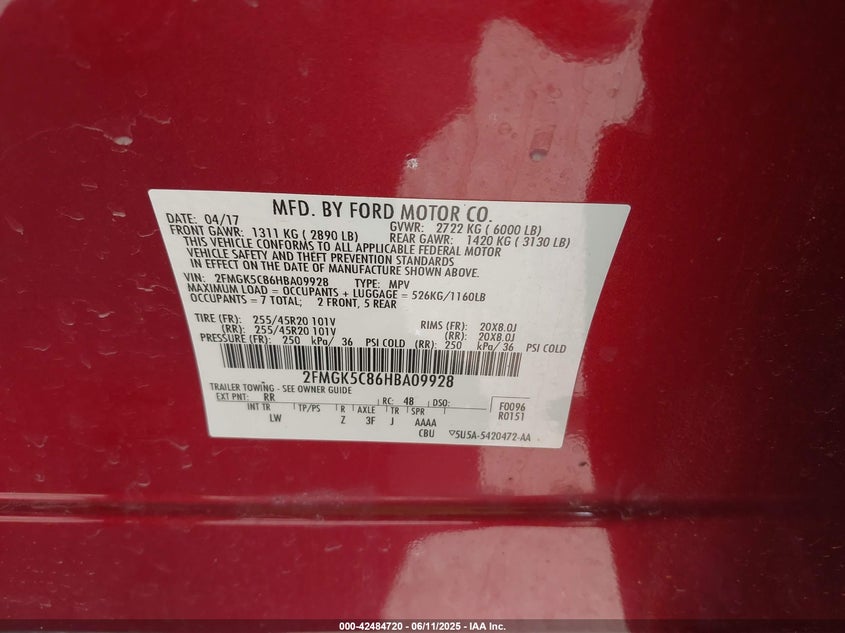 MFD. BY FORD MOTOR CO.
DATE: 04/17 GVWR: 2722 KG ( 6000 LB)
FRONT GAWR: 1311 KG ( 2890 LB) REAR GAWR: 1420 KG ( 3130 LB)
THIS VEHICLE CONFORMS TO ALL APPLICABLE FEDERAL MOTOR
VEHICLE SAFETY AND THEFT PREVENTION STANDARDS
IN EFFECT ON THE DATE OF MANUFACTURE SHOWN ABOVE.
VIN: 2FMGK5C86HBA09928 TYPE: MPV
MAXIMUM LOAD = OCCUPANTS + LUGGAGE = 526KG/1160LB
OCCUPANTS = 7 TOTAL; 2 FRONT, 5 REAR
TIRE (FR): 255/45R20 101V RIMS (FR): 20X8.0J
(RR): 255/45R20 101V (RR): 20X8.0J
PRESSURE (FR): 250 kPa/ 36 PSI COLD (RR): 250 kPa/ 36 PSI COLD
2FMGK5C86HBA09928
TRAILER TOWING - SEE OWNER GUIDE
EXT PNT: RR RC: 48 DSO: F0096
INT TR TP/PS R AXLE TR SPR R0151
LW Z 3F J AAAA
CBU 5U5A-5420472-AA
000-42484720 - 06/11/2025 - IAA Inc.